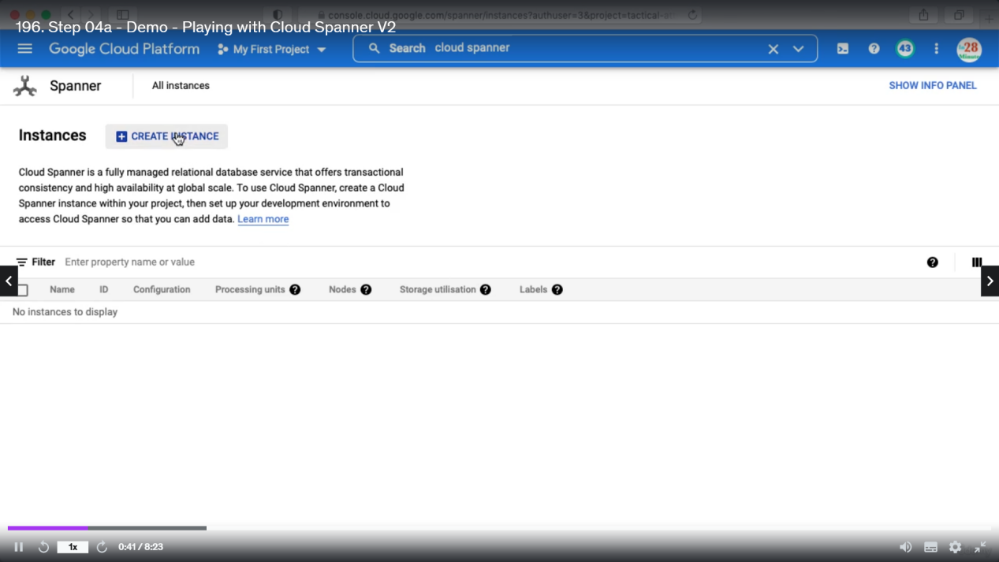 console.cloud.google.com/spanner/instances?authuser=3&project=tactical-
196. Step 04a - Demo - Playing with Cloud Spanner V2
Google Cloud Platform
My First Project
Search cloud spanner
43
28
Minutes
Spanner
All instances
SHOW INFO PANEL
Instances
CREATE INSTANCE
Cloud Spanner is a fully managed relational database service that offers transactional
consistency and high availability at global scale. To use Cloud Spanner, create a Cloud
Spanner instance within your project, then set up your development environment to
access Cloud Spanner so that you can add data. Learn more
Filter Enter property name or value
Name ID Configuration Processing units Nodes Storage utilisation Labels
No instances to display
1x
0:41 / 8:23